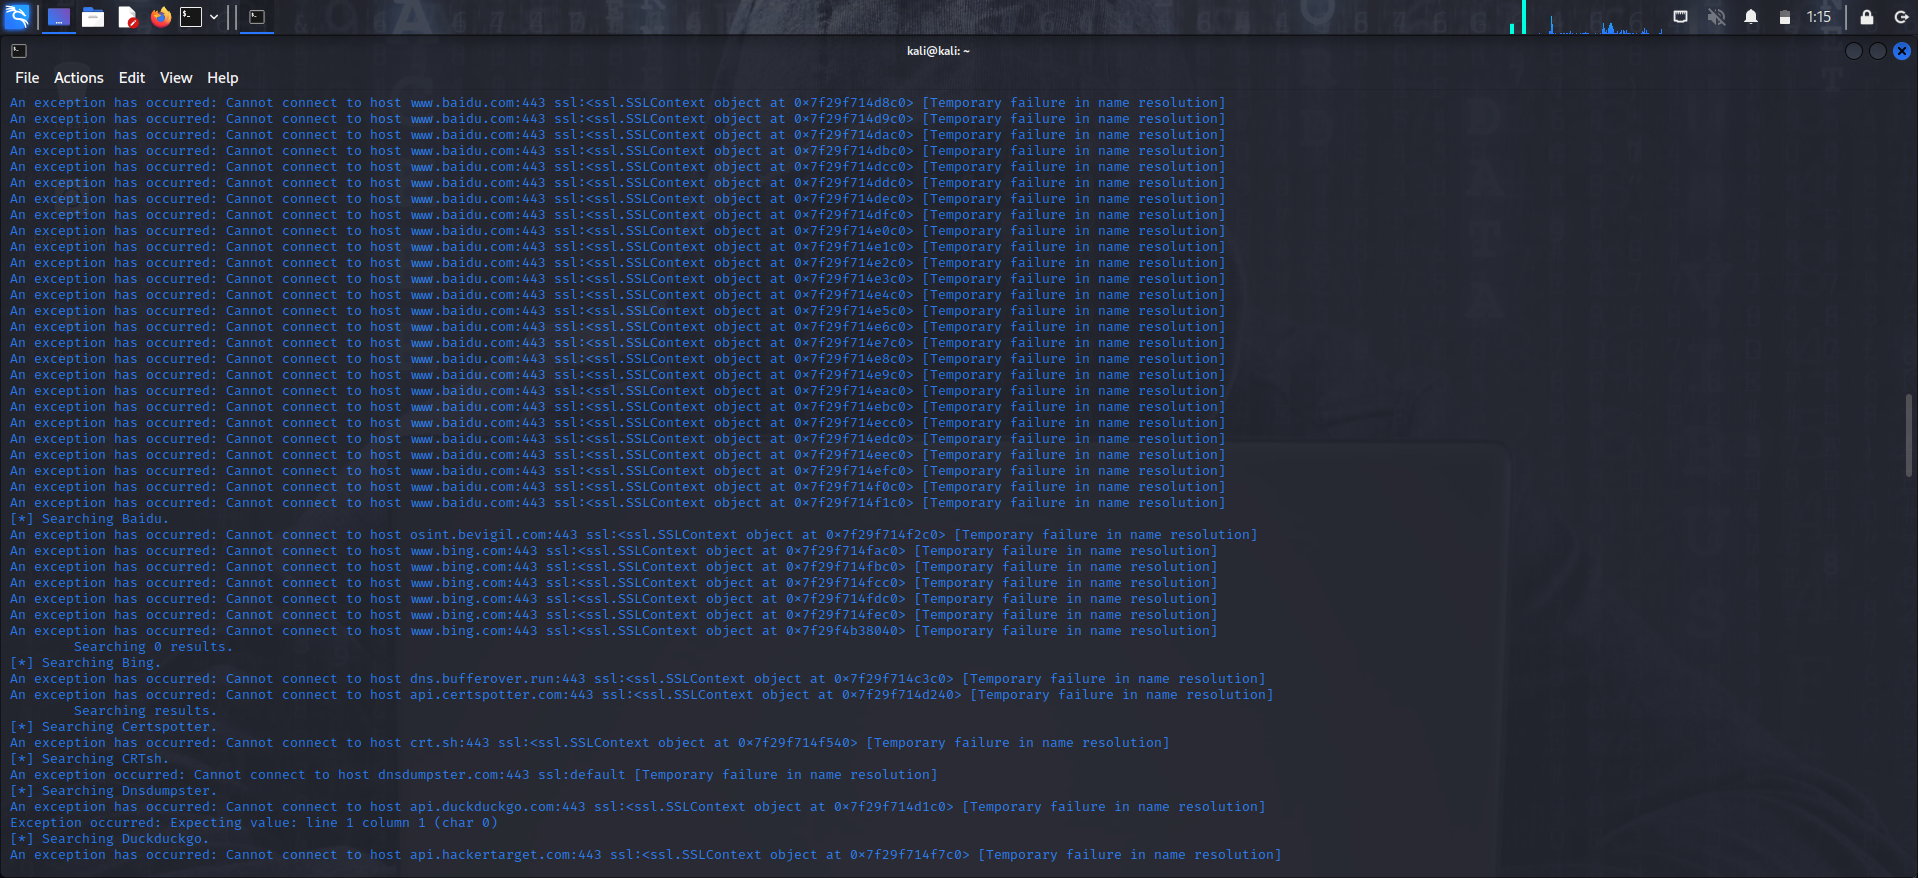 1:15
kali@kali: ~
File Actions Edit View Help
An exception has occurred: Cannot connect to host www.baidu.com:443 ssl:<ssl.SSLContext object at 0×7f29f714d8c0> [Temporary failure in name resolution]
An exception has occurred: Cannot connect to host www.baidu.com:443 ssl:<ssl.SSLContext object at 0×7f29f714d9c0> [Temporary failure in name resolution]
An exception has occurred: Cannot connect to host www.baidu.com:443 ssl:<ssl.SSLContext object at 0×7f29f714dac0> [Temporary failure in name resolution]
An exception has occurred: Cannot connect to host www.baidu.com:443 ssl:<ssl.SSLContext object at 0×7f29f714dbc0> [Temporary failure in name resolution]
An exception has occurred: Cannot connect to host www.baidu.com:443 ssl:<ssl.SSLContext object at 0×7f29f714dcc0> [Temporary failure in name resolution]
An exception has occurred: Cannot connect to host www.baidu.com:443 ssl:<ssl.SSLContext object at 0×7f29f714ddc0> [Temporary failure in name resolution]
An exception has occurred: Cannot connect to host www.baidu.com:443 ssl:<ssl.SSLContext object at 0×7f29f714dec0> [Temporary failure in name resolution]
An exception has occurred: Cannot connect to host www.baidu.com:443 ssl:<ssl.SSLContext object at 0×7f29f714dfc0> [Temporary failure in name resolution]
An exception has occurred: Cannot connect to host www.baidu.com:443 ssl:<ssl.SSLContext object at 0×7f29f714e0c0> [Temporary failure in name resolution]
An exception has occurred: Cannot connect to host www.baidu.com:443 ssl:<ssl.SSLContext object at 0×7f29f714e1c0> [Temporary failure in name resolution]
An exception has occurred: Cannot connect to host www.baidu.com:443 ssl:<ssl.SSLContext object at 0×7f29f714e2c0> [Temporary failure in name resolution]
An exception has occurred: Cannot connect to host www.baidu.com:443 ssl:<ssl.SSLContext object at 0×7f29f714e3c0> [Temporary failure in name resolution]
An exception has occurred: Cannot connect to host www.baidu.com:443 ssl:<ssl.SSLContext object at 0×7f29f714e4c0> [Temporary failure in name resolution]
An exception has occurred: Cannot connect to host www.baidu.com:443 ssl:<ssl.SSLContext object at 0×7f29f714e5c0> [Temporary failure in name resolution]
An exception has occurred: Cannot connect to host www.baidu.com:443 ssl:<ssl.SSLContext object at 0×7f29f714e6c0> [Temporary failure in name resolution]
An exception has occurred: Cannot connect to host www.baidu.com:443 ssl:<ssl.SSLContext object at 0×7f29f714e7c0> [Temporary failure in name resolution]
An exception has occurred: Cannot connect to host www.baidu.com:443 ssl:<ssl.SSLContext object at 0×7f29f714e8c0> [Temporary failure in name resolution]
An exception has occurred: Cannot connect to host www.baidu.com:443 ssl:<ssl.SSLContext object at 0×7f29f714e9c0> [Temporary failure in name resolution]
An exception has occurred: Cannot connect to host www.baidu.com:443 ssl:<ssl.SSLContext object at 0×7f29f714eac0> [Temporary failure in name resolution]
An exception has occurred: Cannot connect to host www.baidu.com:443 ssl:<ssl.SSLContext object at 0×7f29f714ebc0> [Temporary failure in name resolution]
An exception has occurred: Cannot connect to host www.baidu.com:443 ssl:<ssl.SSLContext object at 0×7f29f714ecc0> [Temporary failure in name resolution]
An exception has occurred: Cannot connect to host www.baidu.com:443 ssl:<ssl.SSLContext object at 0×7f29f714edc0> [Temporary failure in name resolution]
An exception has occurred: Cannot connect to host www.baidu.com:443 ssl:<ssl.SSLContext object at 0×7f29f714eec0> [Temporary failure in name resolution]
An exception has occurred: Cannot connect to host www.baidu.com:443 ssl:<ssl.SSLContext object at 0×7f29f714efc0> [Temporary failure in name resolution]
An exception has occurred: Cannot connect to host www.baidu.com:443 ssl:<ssl.SSLContext object at 0×7f29f714f0c0> [Temporary failure in name resolution]
An exception has occurred: Cannot connect to host www.baidu.com:443 ssl:<ssl.SSLContext object at 0×7f29f714f1c0> [Temporary failure in name resolution]
[*] Searching Baidu.
An exception has occurred: Cannot connect to host osint.bevigil.com:443 ssl:<ssl.SSLContext object at 0×7f29f714f2c0> [Temporary failure in name resolution]
An exception has occurred: Cannot connect to host www.bing.com:443 ssl:<ssl.SSLContext object at 0×7f29f714fac0> [Temporary failure in name resolution]
An exception has occurred: Cannot connect to host www.bing.com:443 ssl:<ssl.SSLContext object at 0×7f29f714fbc0> [Temporary failure in name resolution]
An exception has occurred: Cannot connect to host www.bing.com:443 ssl:<ssl.SSLContext object at 0×7f29f714fcc0> [Temporary failure in name resolution]
An exception has occurred: Cannot connect to host www.bing.com:443 ssl:<ssl.SSLContext object at 0×7f29f714fdc0> [Temporary failure in name resolution]
An exception has occurred: Cannot connect to host www.bing.com:443 ssl:<ssl.SSLContext object at 0×7f29f714fec0> [Temporary failure in name resolution]
An exception has occurred: Cannot connect to host www.bing.com:443 ssl:<ssl.SSLContext object at 0×7f29f4b38040> [Temporary failure in name resolution]
Searching 0 results.
[*] Searching Bing.
An exception has occurred: Cannot connect to host dns.bufferover.run:443 ssl:<ssl.SSLContext object at 0×7f29f714c3c0> [Temporary failure in name resolution]
An exception has occurred: Cannot connect to host api.certspotter.com:443 ssl:<ssl.SSLContext object at 0×7f29f714d240> [Temporary failure in name resolution]
Searching results.
[*] Searching Certspotter.
An exception has occurred: Cannot connect to host crt.sh:443 ssl:<ssl.SSLContext object at 0×7f29f714f540> [Temporary failure in name resolution]
[*] Searching CRTsh.
An exception occurred: Cannot connect to host dnsdumpster.com:443 ssl:default [Temporary failure in name resolution]
[*] Searching Dnsdumpster.
An exception has occurred: Cannot connect to host api.duckduckgo.com:443 ssl:<ssl.SSLContext object at 0×7f29f714d1c0> [Temporary failure in name resolution]
Exception occurred: Expecting value: line 1 column 1 (char 0)
[*] Searching Duckduckgo.
An exception has occurred: Cannot connect to host api.hackertarget.com:443 ssl:<ssl.SSLContext object at 0×7f29f714f7c0> [Temporary failure in name resolution]